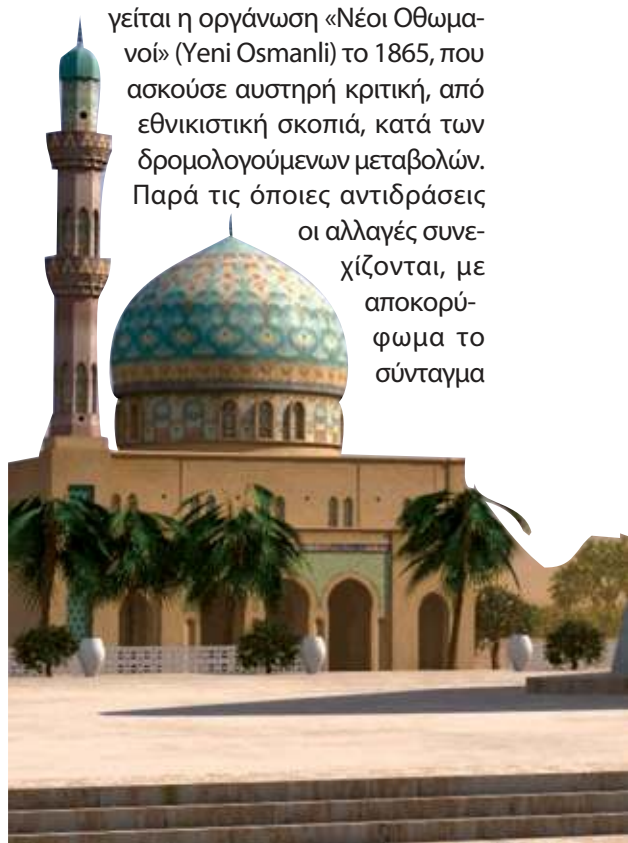 γείται η οργάνωση «Νέοι Οθωμα-
νοί» (Yeni Osmanli) το 1865, που
ασκούσε αυστηρή κριτική, από
εθνικιστική σκοπιά, κατά των
δρομολογούμενων μεταβολών.
Παρά τις όποιες αντιδράσεις
οι αλλαγές συνε-
χίζονται, με
αποκορύ-
φωμα το
σύνταγμα